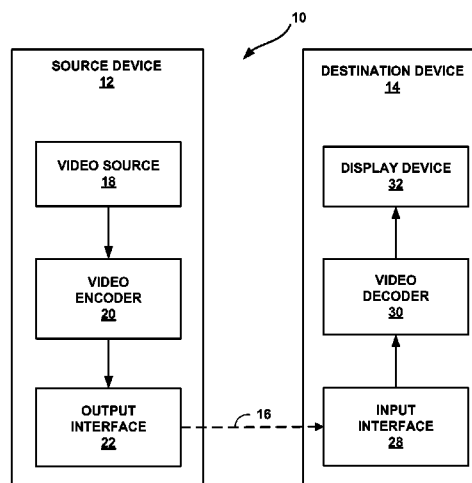 10
SOURCE DEVICE
12
VIDEO SOURCE
18
VIDEO
ENCODER
20
OUTPUT
INTERFACE
22
16
DESTINATION DEVICE
14
DISPLAY DEVICE
32
VIDEO
DECODER
30
INPUT
INTERFACE
28